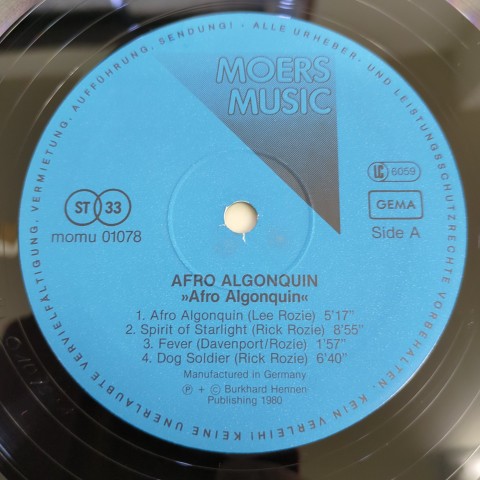 KEINE UNERLAUBTE VERVIELFÄLTIGUNG, VERMIETUNG, AUFFÜHRUNG, SENDUNG! - ALLE URHEBER- UND LEISTUNGSSCHUTZRECHTE VORBEHALTEN. KEIN VERLEIH!
MOERS
MUSIC
ST 33
momu 01078
LC 6059
GEMA
Side A
AFRO ALGONQUIN
»Afro Algonquin«
1. Afro Algonquin (Lee Rozie) 5'17”
2. Spirit of Starlight (Rick Rozie) 8'55”
3. Fever (Davenport/Rozie) 1'57”
4. Dog Soldier (Rick Rozie) 6'40”
Manufactured in Germany
Ⓟ + © Burkhard Hennen
Publishing 1980